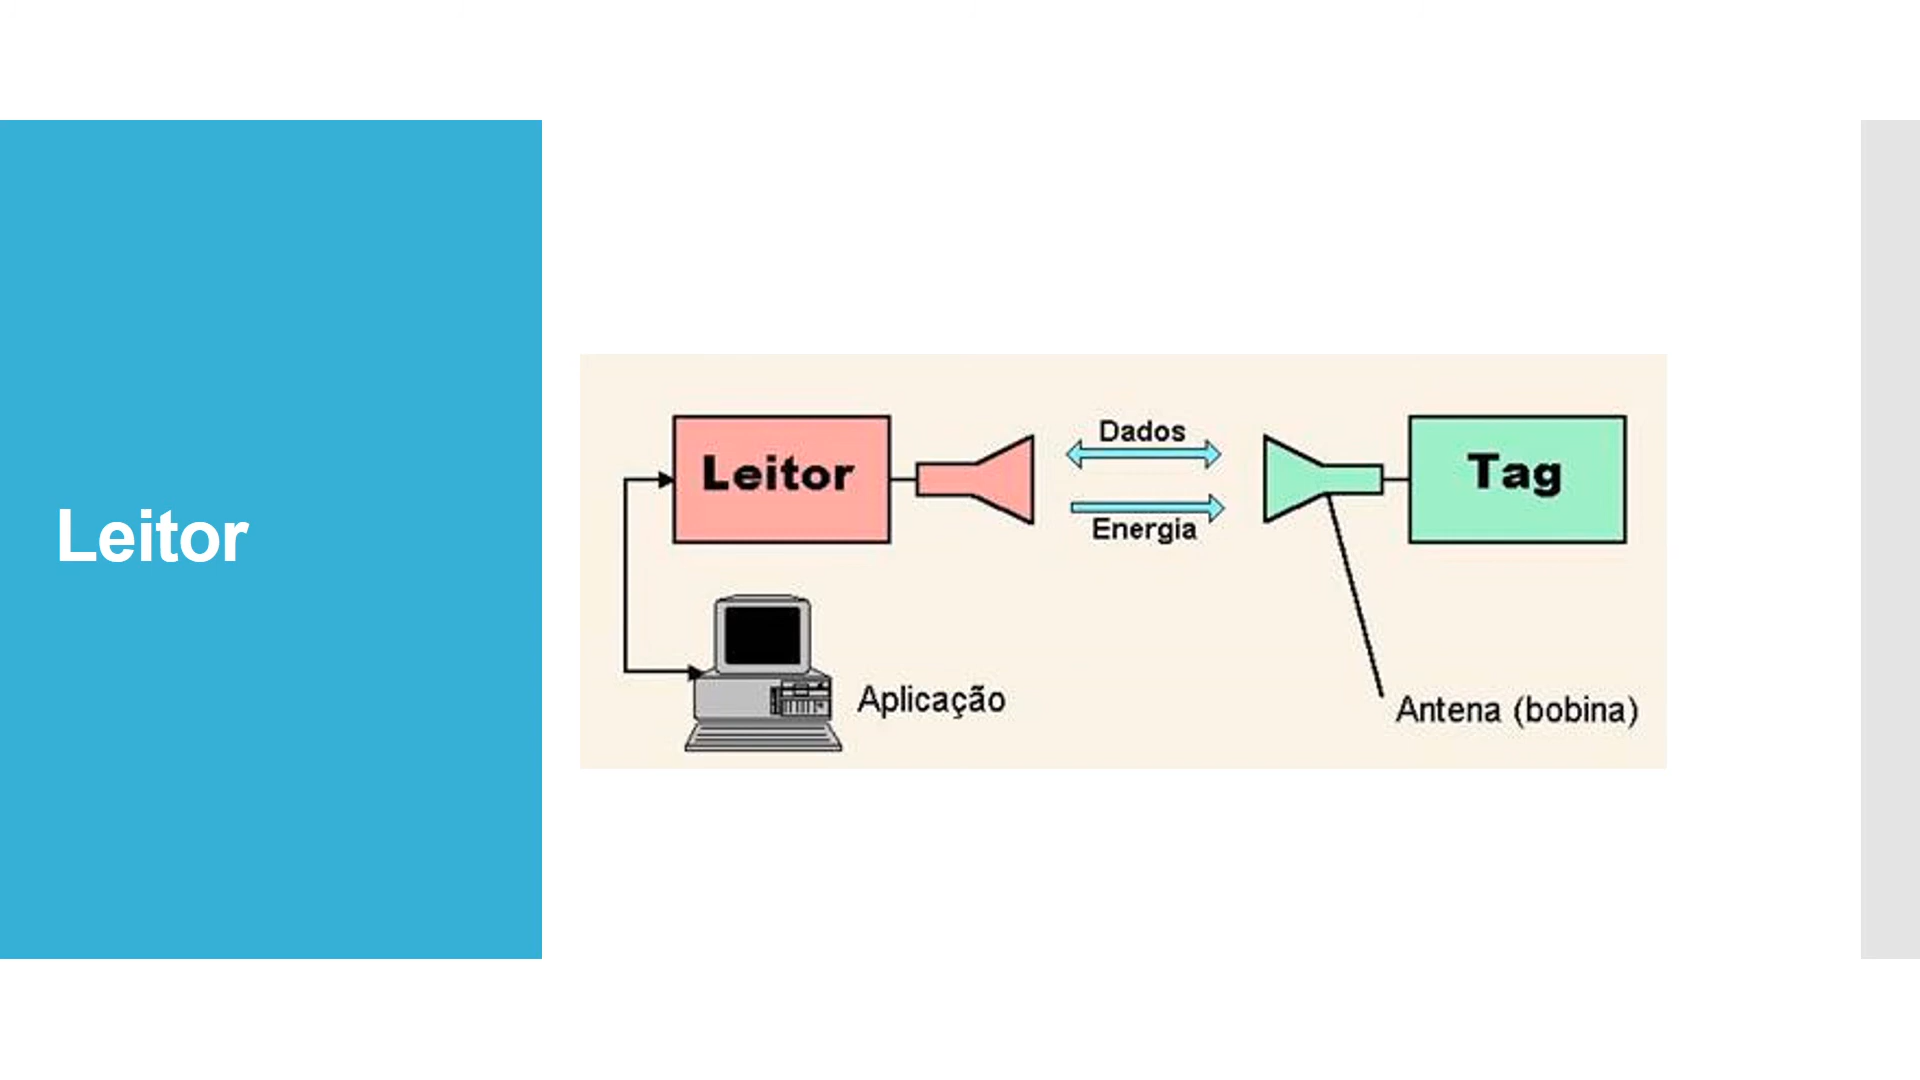 Leitor
Leitor
Dados
Energia
Tag
Aplicação
Antena (bobina)